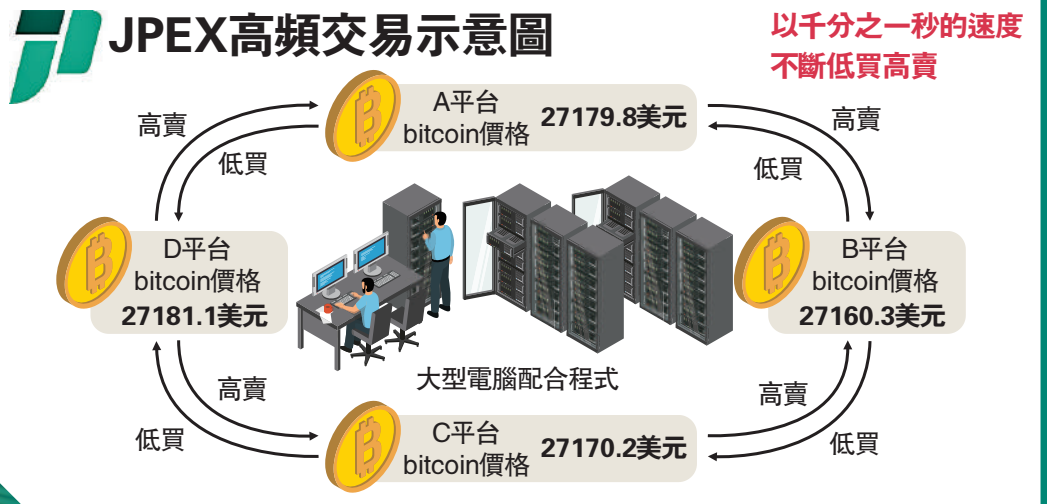 JPEX高頻交易示意圖
以千分之一秒的速度
不斷低買高賣
A平台
bitcoin價格
27179.8美元
高賣
低買
高賣
低買
D平台
bitcoin價格
27181.1美元
B平台
bitcoin價格
27160.3美元
大型電腦配合程式
高賣
低買
高賣
低買
C平台
bitcoin價格
27170.2美元